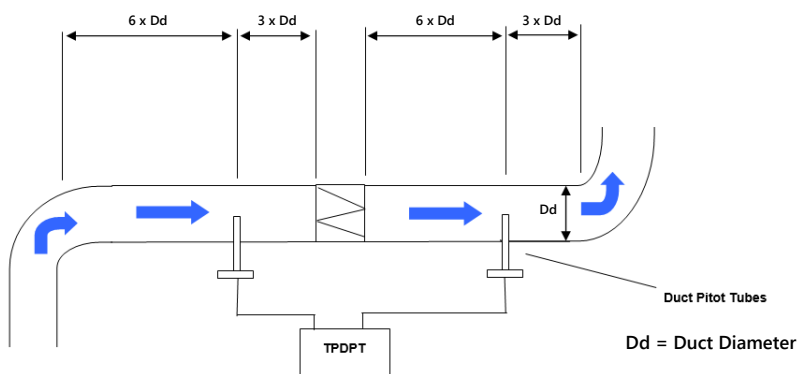 6 x Dd
3 x Dd
6 x Dd
3 x Dd
Dd
Duct Pitot Tubes
TPDPT
Dd = Duct Diameter